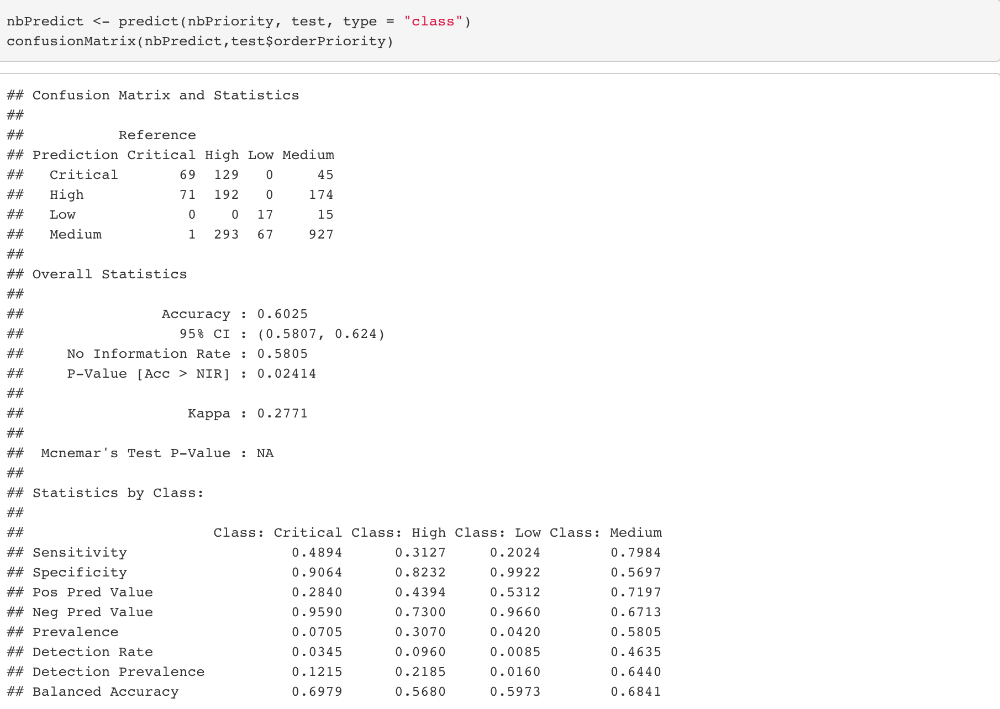 nbPredict <- predict(nbPriority, test, type = "class")
confusionMatrix(nbPredict,test$orderPriority)
## Confusion Matrix and Statistics
##
##           Reference
## Prediction Critical High Low Medium
##   Critical       69  129   0     45
##   High           71  192   0    174
##   Low             0    0  17     15
##   Medium          1  293  67    927
##
## Overall Statistics
##
##                Accuracy : 0.6025
##                  95% CI : (0.5807, 0.624)
##     No Information Rate : 0.5805
##     P-Value [Acc > NIR] : 0.02414
##
##                   Kappa : 0.2771
##
##  Mcnemar's Test P-Value : NA
##
## Statistics by Class:
##
##                      Class: Critical Class: High Class: Low Class: Medium
## Sensitivity                   0.4894      0.3127     0.2024        0.7984
## Specificity                   0.9064      0.8232     0.9922        0.5697
## Pos Pred Value                0.2840      0.4394     0.5312        0.7197
## Neg Pred Value                0.9590      0.7300     0.9660        0.6713
## Prevalence                    0.0705      0.3070     0.0420        0.5805
## Detection Rate                0.0345      0.0960     0.0085        0.4635
## Detection Prevalence          0.1215      0.2185     0.0160        0.6440
## Balanced Accuracy             0.6979      0.5680     0.5973        0.6841